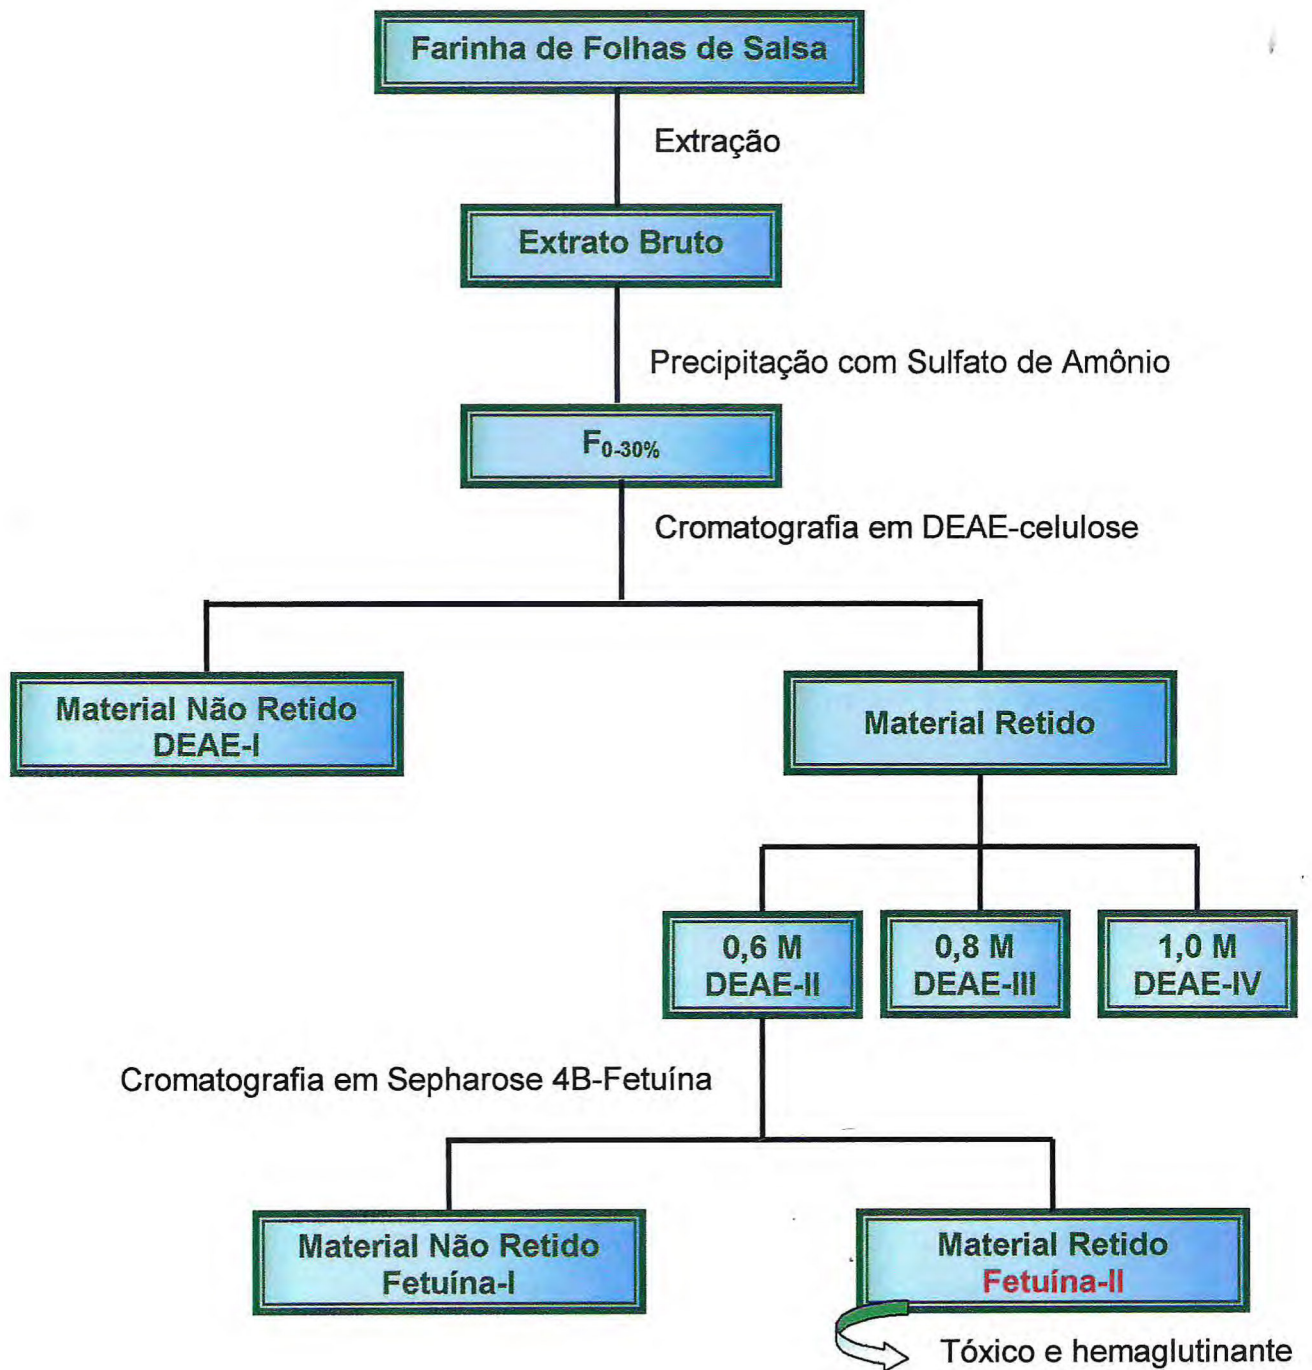 Farinha de Folhas de Salsa
Extração
Extrato Bruto
Precipitação com Sulfato de Amônio
F0-30%
Cromatografia em DEAE-celulose
Material Não Retido
DEAE-I
Material Retido
0,6 M
DEAE-II
0,8 M
DEAE-III
1,0 M
DEAE-IV
Cromatografia em Sepharose 4B-Fetuína
Material Não Retido
Fetuína-I
Material Retido
Fetuína-II
Tóxico e hemaglutinante